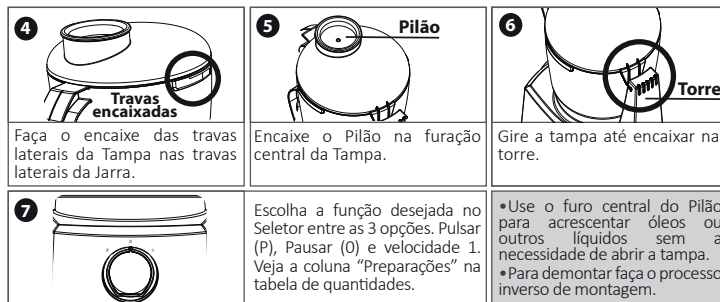 4
Travas
encaixadas
Faça o encaixe das travas
laterais da Tampa nas travas
laterais da Jarra.
5
Pilão
Encaixe o Pilão na furação
central da Tampa.
6
Torre
Gire a tampa até encaixar na
torre.
7
Escolha a função desejada no
Seletor entre as 3 opções. Pulsar
(P), Pausar (0) e velocidade 1.
Veja a coluna “Preparações” na
tabela de quantidades.
•Use o furo central do Pilão
para acrescentar óleos ou
outros líquidos sem a
necessidade de abrir a tampa.
•Para demontar faça o processo
inverso de montagem.